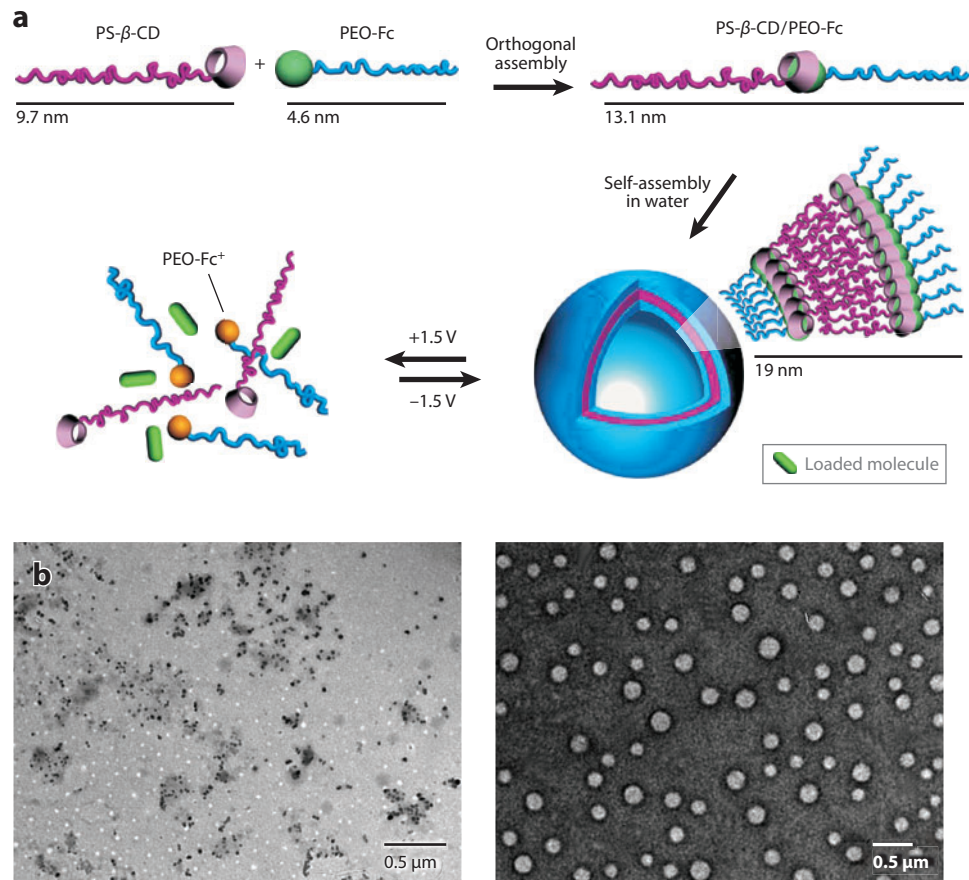 a
PS-β-CD
+
PEO-Fc
Orthogonal
assembly
PS-β-CD/PEO-Fc
9.7 nm
4.6 nm
13.1 nm
Self-assembly
in water
PEO-Fc⁺
+1.5 V
–1.5 V
19 nm
Loaded molecule
b
0.5 μm
0.5 μm